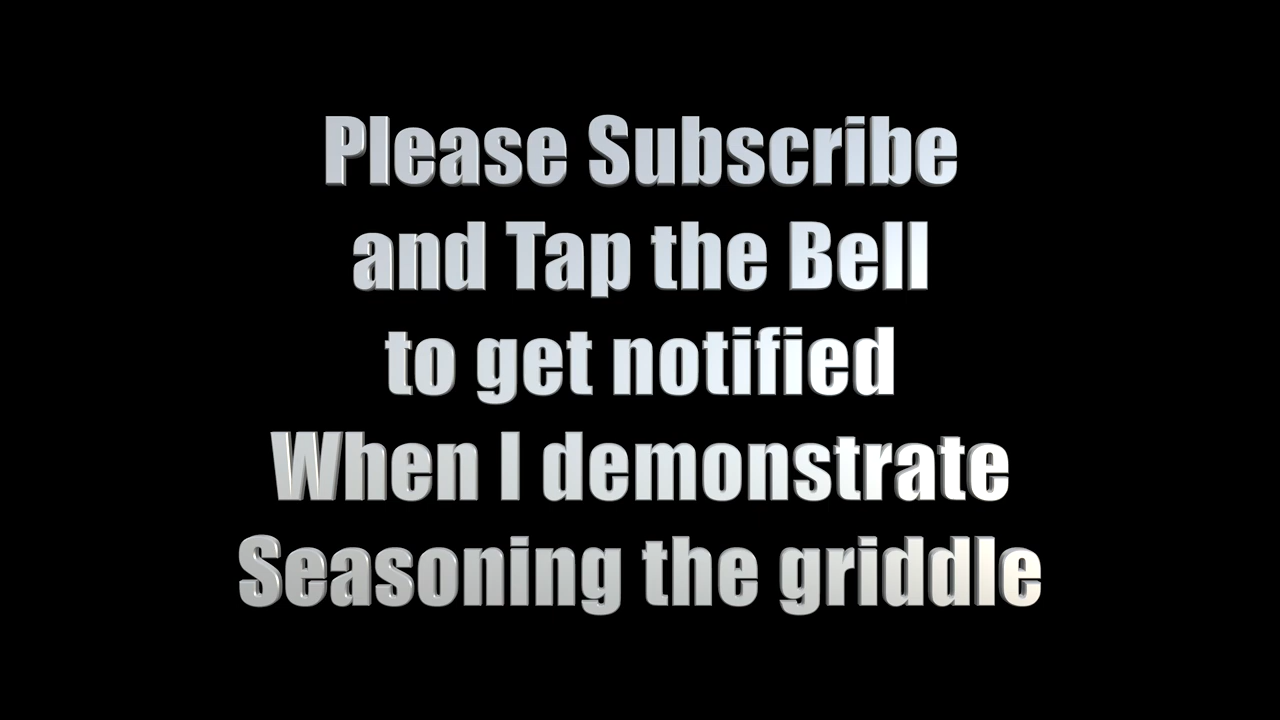 Please Subscribe
and Tap the Bell
to get notified
When I demonstrate
Seasoning the griddle